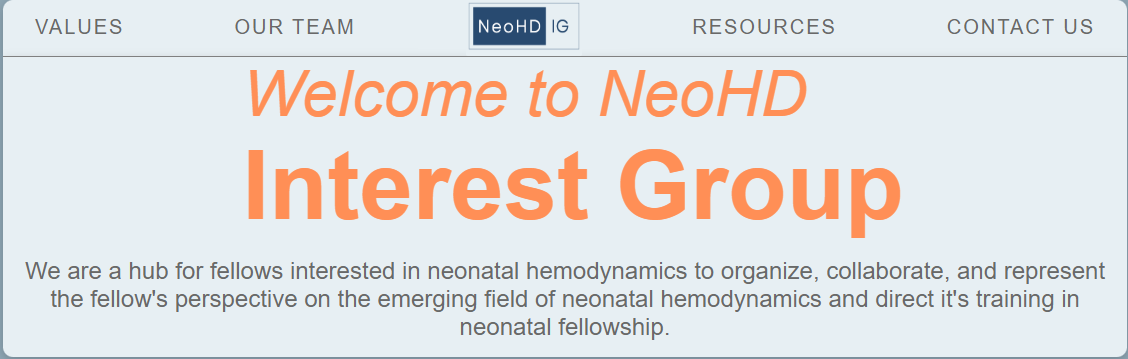 VALUES OUR TEAM NeoHD IG RESOURCES CONTACT US
Welcome to NeoHD
Interest Group
We are a hub for fellows interested in neonatal hemodynamics to organize, collaborate, and represent
the fellow's perspective on the emerging field of neonatal hemodynamics and direct it's training in
neonatal fellowship.